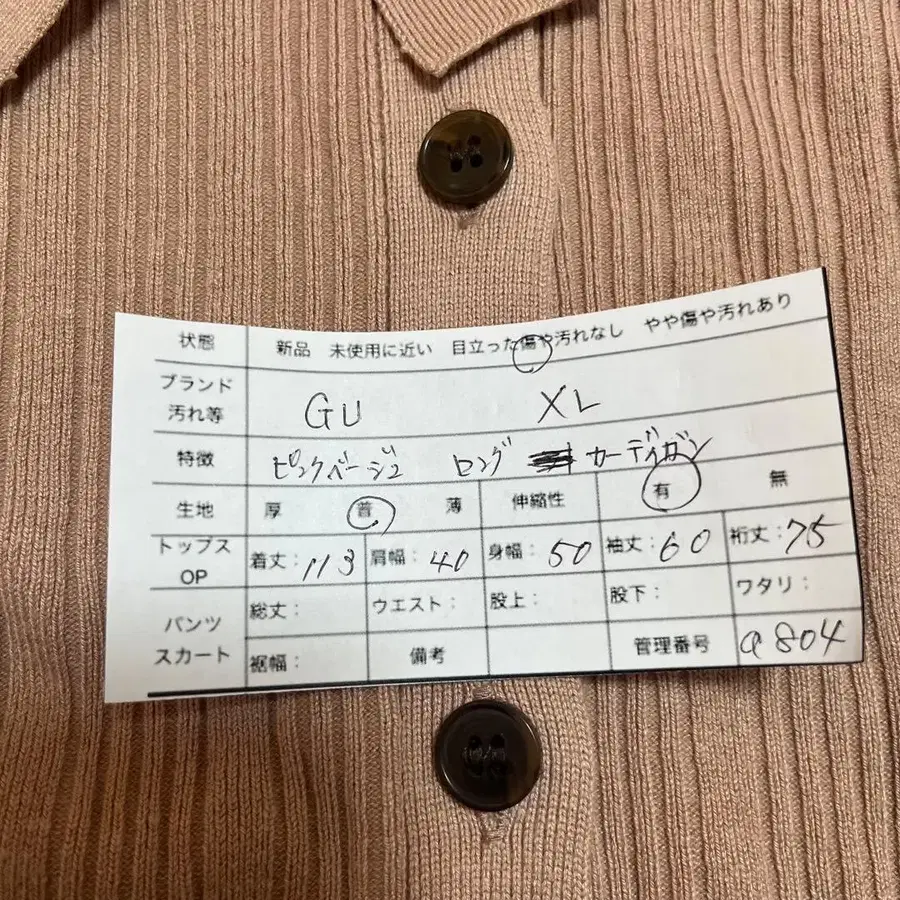 状態 新品 未使用に近い 目立った傷や汚れなし やや傷や汚れあり
ブランド
汚れ等 GU XL
特徴 ピンクベージュ ロング カーディガン
生地 厚 普 薄 伸縮性 有 無
トップス
OP 着丈:113 肩幅:40 身幅:50 袖丈:60 裄丈:75
パンツ
スカート 総丈: ウエスト: 股上: 股下: ワタリ:
裾幅: 備考 管理番号 a804